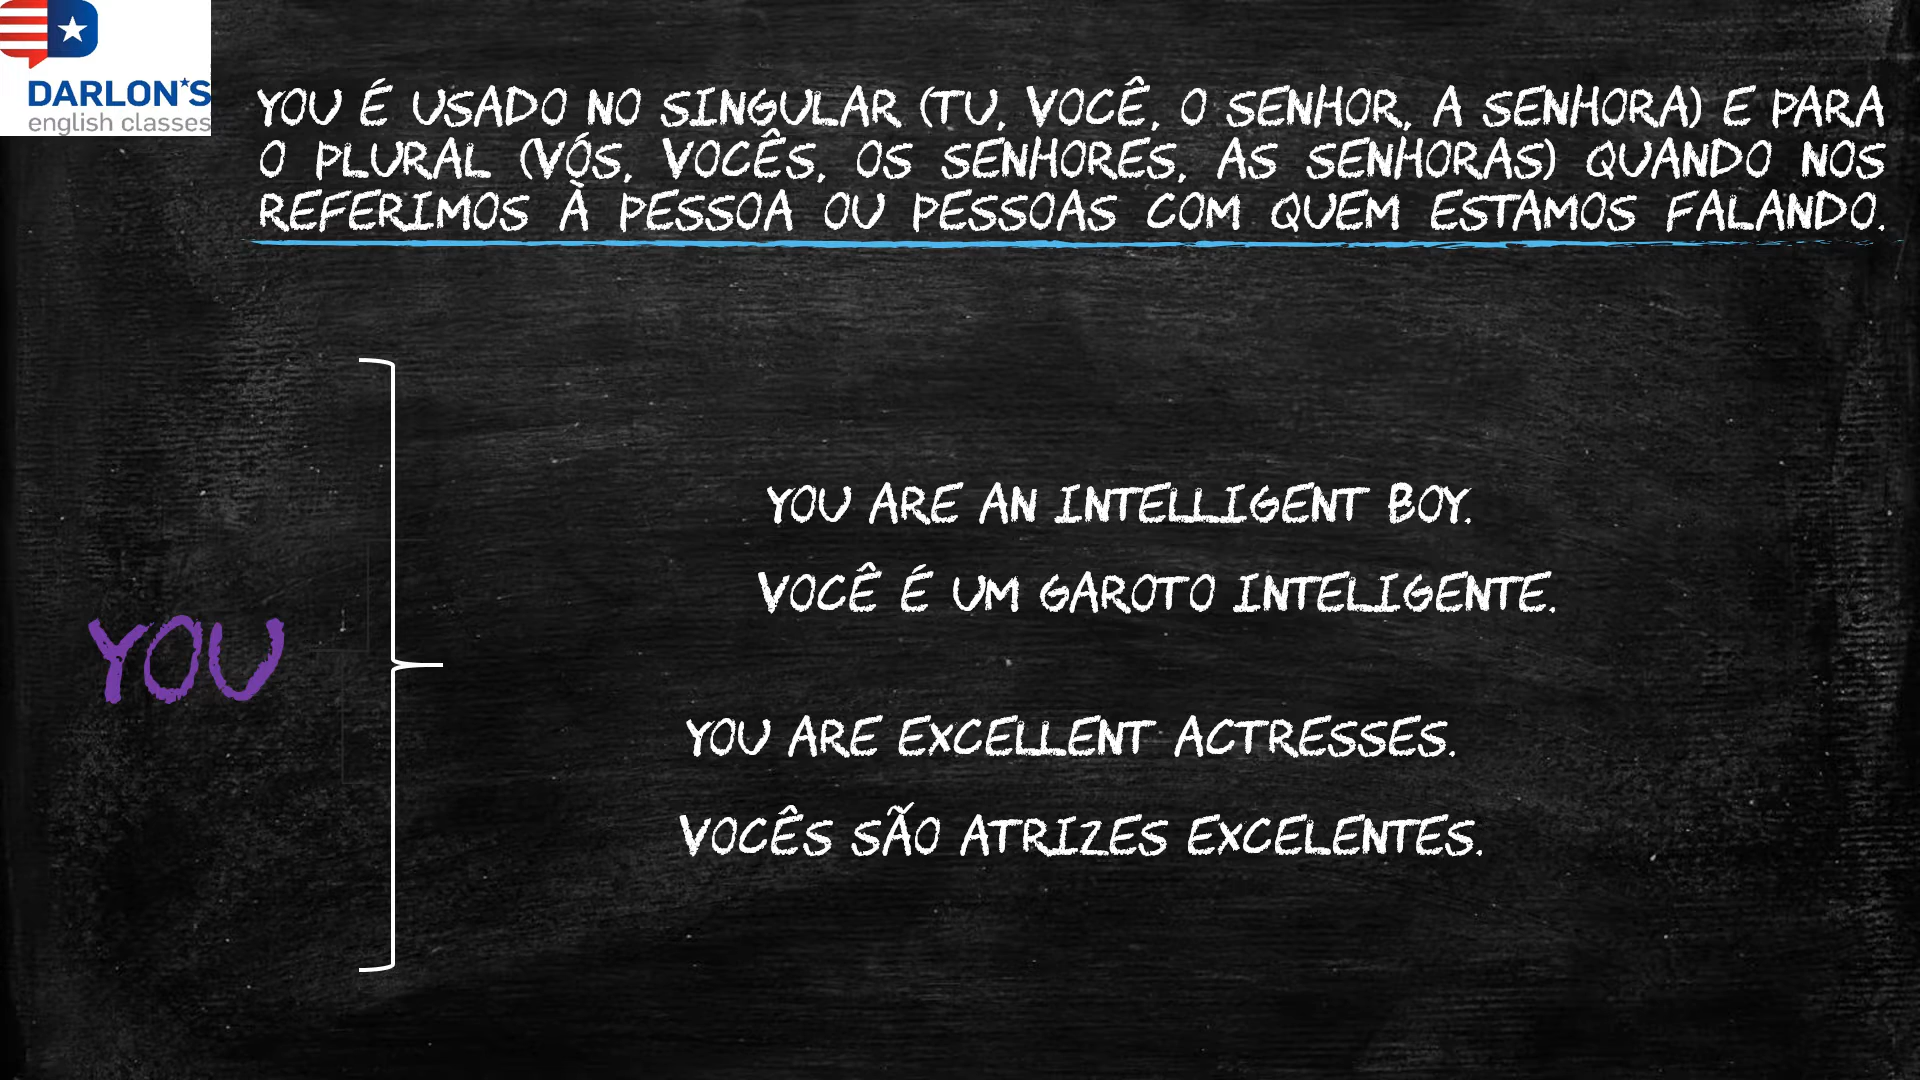 DARLON'S
english classes
YOU É USADO NO SINGULAR (TU, VOCÊ, O SENHOR, A SENHORA) E PARA
O PLURAL (VÓS, VOCÊS, OS SENHORES, AS SENHORAS) QUANDO NOS
REFERIMOS À PESSOA OU PESSOAS COM QUEM ESTAMOS FALANDO.
YOU ARE AN INTELLIGENT BOY.
VOCÊ É UM GAROTO INTELIGENTE.
YOU
YOU ARE EXCELLENT ACTRESSES.
VOCÊS SÃO ATRIZES EXCELENTES.